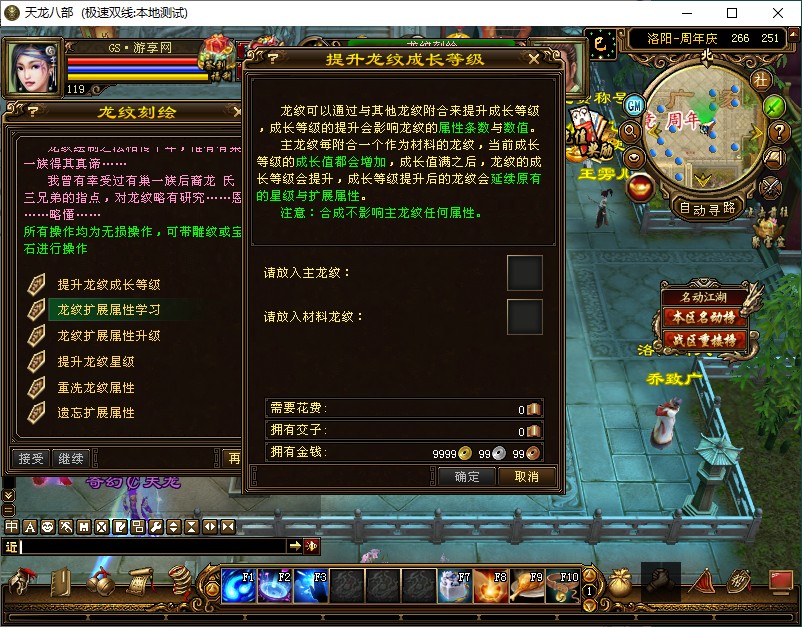 天龙八部 (极速双线:本地测试)
GS·游享网
119
福利
龙纹刻绘
一族得其真谛……
我曾有幸受过有巢一族后裔龙 氏
三兄弟的指点，对龙纹略有研究……恩
……略懂……
所有操作均为无损操作，可带雕纹或宝
石进行操作
提升龙纹成长等级
龙纹扩展属性学习
龙纹扩展属性升级
提升龙纹星级
重洗龙纹属性
遗忘扩展属性
接受
继续
再
提升龙纹成长等级
龙纹可以通过与其他龙纹附合来提升成长等级
，成长等级的提升会影响龙纹的属性条数与数值。
主龙纹每附合一个作为材料的龙纹，当前成长
等级的成长值都会增加，成长值满之后，龙纹的成
长等级会提升，成长等级提升后的龙纹会延续原有
的星级与扩展属性。
注意：合成不影响主龙纹任何属性。
请放入主龙纹：
请放入材料龙纹：
需要花费:
0
拥有交子:
0
拥有金钱:
9999 99 99
确定
取消
洛阳-周年庆 266 251
北
社
GM
周年
自动寻路
聚富盆
名动江湖
本区名动榜
战区重楼榜
洛
乔致广
近
F1
F2
F3
F7
F8
F9
F10
1